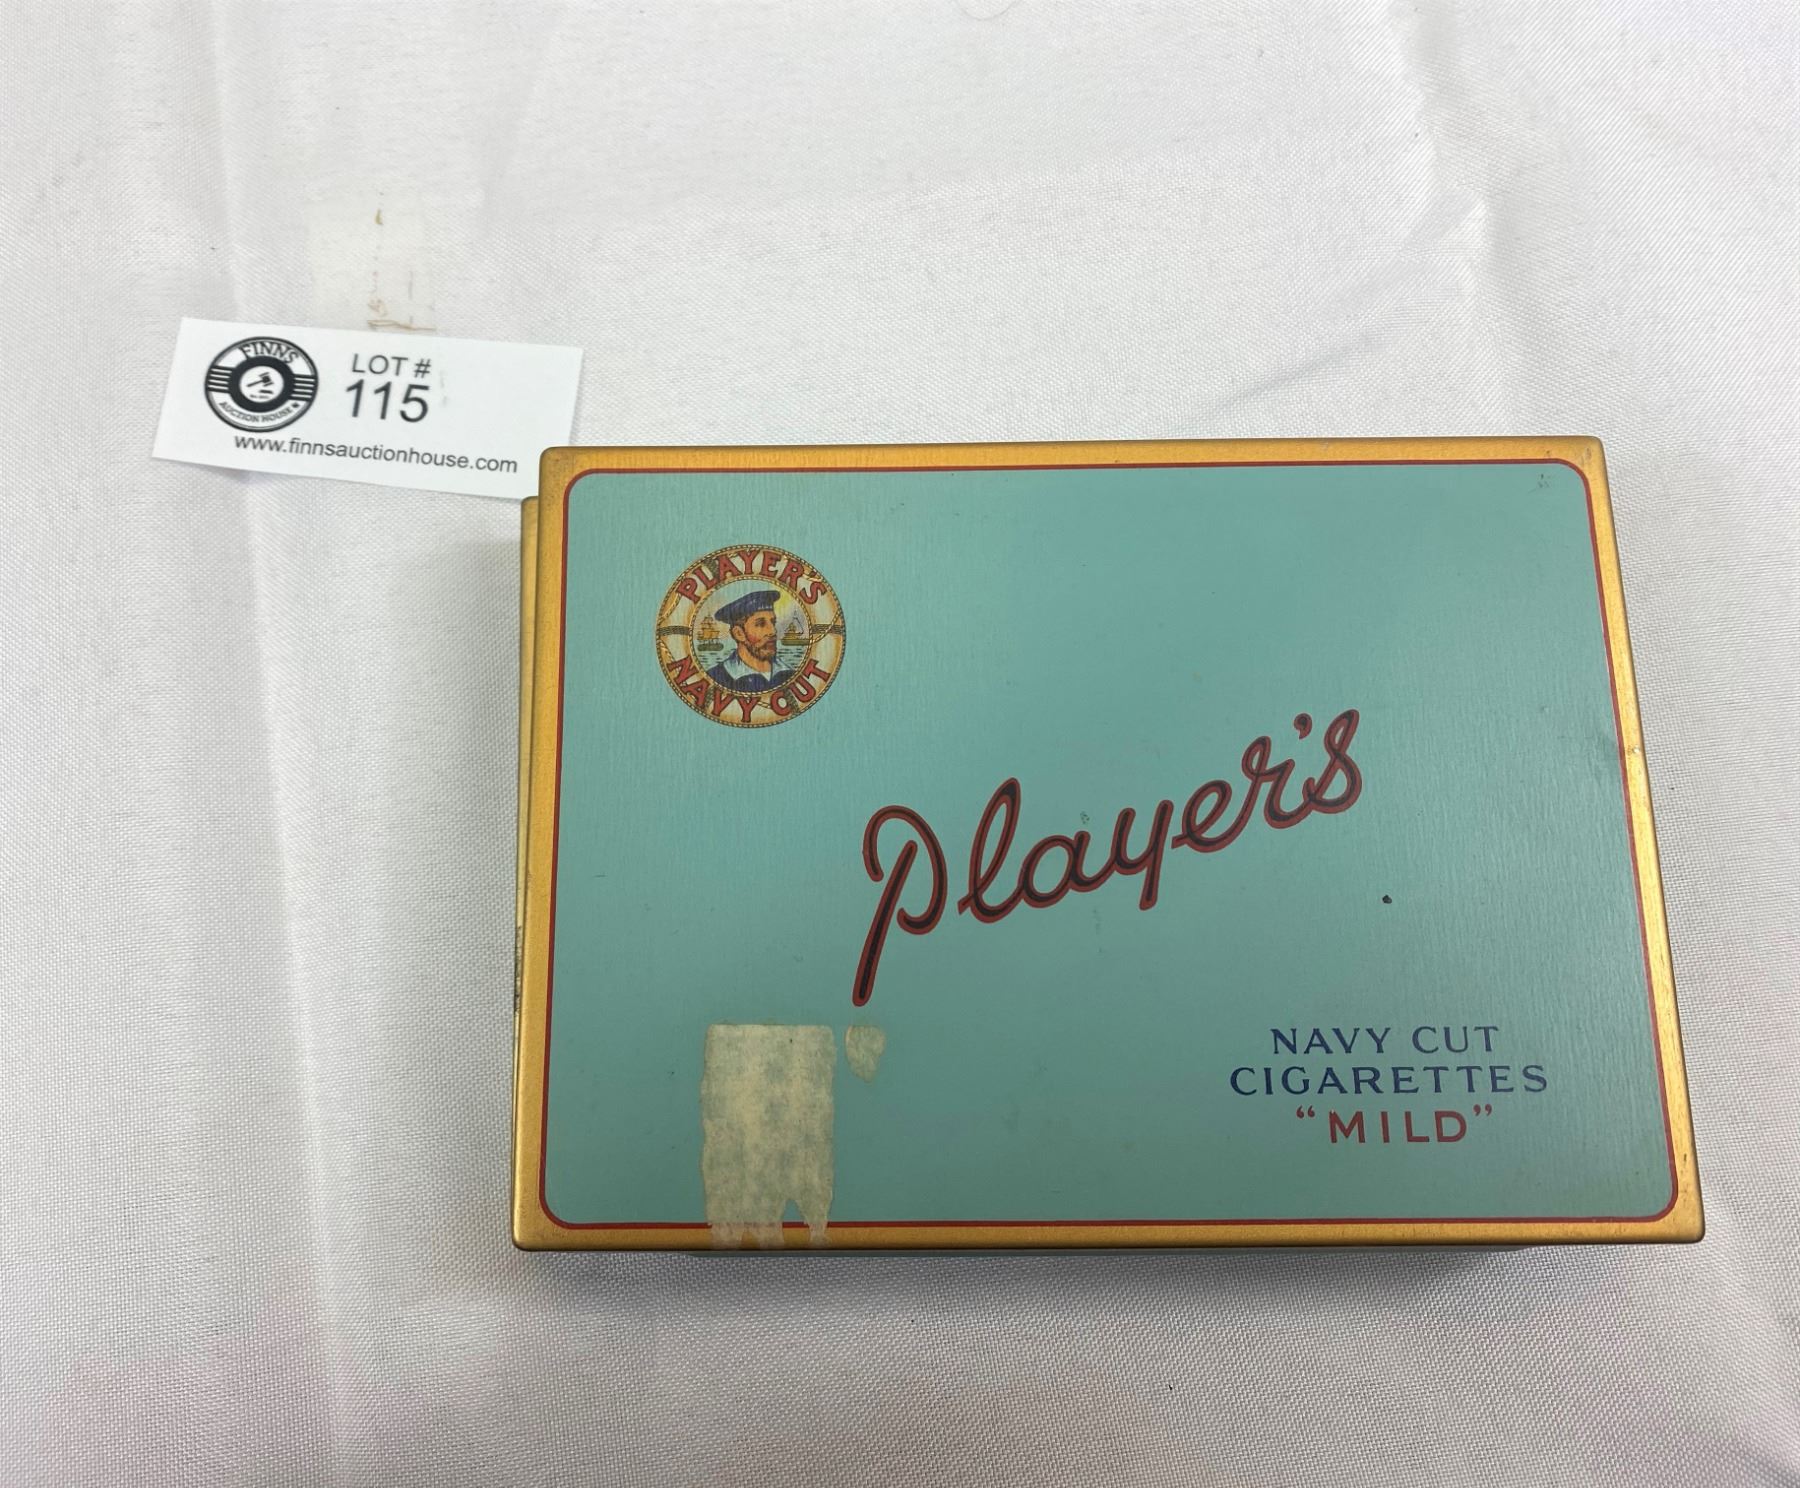 FINNS
AUCTION HOUSE
LOT #
115
www.finnsauctionhouse.com
PLAYER'S
NAVY CUT
Player's
NAVY CUT
CIGARETTES
"MILD"